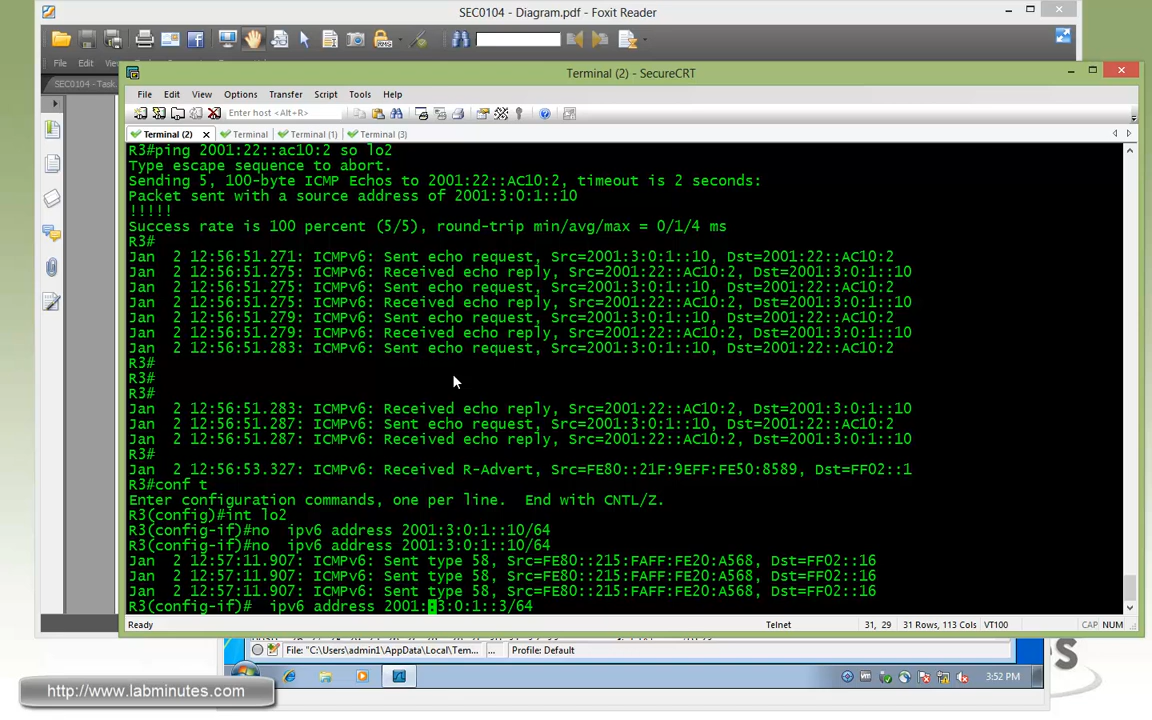 SEC0104 - Diagram.pdf - Foxit Reader
File
Edit
SEC0104 - Task.
Terminal (2) - SecureCRT
File Edit View Options Transfer Script Tools Help
Enter host <Alt+R>
Terminal (2) Terminal Terminal (1) Terminal (3)
R3#ping 2001:22::ac10:2 so lo2
Type escape sequence to abort.
Sending 5, 100-byte ICMP Echos to 2001:22::AC10:2, timeout is 2 seconds:
Packet sent with a source address of 2001:3:0:1::10
!!!!!
Success rate is 100 percent (5/5), round-trip min/avg/max = 0/1/4 ms
R3#
Jan  2 12:56:51.271: ICMPv6: Sent echo request, Src=2001:3:0:1::10, Dst=2001:22::AC10:2
Jan  2 12:56:51.275: ICMPv6: Received echo reply, Src=2001:22::AC10:2, Dst=2001:3:0:1::10
Jan  2 12:56:51.275: ICMPv6: Sent echo request, Src=2001:3:0:1::10, Dst=2001:22::AC10:2
Jan  2 12:56:51.275: ICMPv6: Received echo reply, Src=2001:22::AC10:2, Dst=2001:3:0:1::10
Jan  2 12:56:51.279: ICMPv6: Sent echo request, Src=2001:3:0:1::10, Dst=2001:22::AC10:2
Jan  2 12:56:51.279: ICMPv6: Received echo reply, Src=2001:22::AC10:2, Dst=2001:3:0:1::10
Jan  2 12:56:51.283: ICMPv6: Sent echo request, Src=2001:3:0:1::10, Dst=2001:22::AC10:2
R3#
R3#
R3#
Jan  2 12:56:51.283: ICMPv6: Received echo reply, Src=2001:22::AC10:2, Dst=2001:3:0:1::10
Jan  2 12:56:51.287: ICMPv6: Sent echo request, Src=2001:3:0:1::10, Dst=2001:22::AC10:2
Jan  2 12:56:51.287: ICMPv6: Received echo reply, Src=2001:22::AC10:2, Dst=2001:3:0:1::10
R3#
Jan  2 12:56:53.327: ICMPv6: Received R-Advert, Src=FE80::21F:9EFF:FE50:8589, Dst=FF02::1
R3#conf t
Enter configuration commands, one per line.  End with CNTL/Z.
R3(config)#int lo2
R3(config-if)#no  ipv6 address 2001:3:0:1::10/64
R3(config-if)#no  ipv6 address 2001:3:0:1::10/64
Jan  2 12:57:11.907: ICMPv6: Sent type 58, Src=FE80::215:FAFF:FE20:A568, Dst=FF02::16
Jan  2 12:57:11.907: ICMPv6: Sent type 58, Src=FE80::215:FAFF:FE20:A568, Dst=FF02::16
Jan  2 12:57:11.907: ICMPv6: Sent type 58, Src=FE80::215:FAFF:FE20:A568, Dst=FF02::16
R3(config-if)#  ipv6 address 2001::3:0:1::3/64
Ready Telnet 31, 29 31 Rows, 113 Cols VT100 CAP NUM
File: "C:\Users\admin1\AppData\Local\Tem... ... Profile: Default
3:52 PM
http://www.labminutes.com